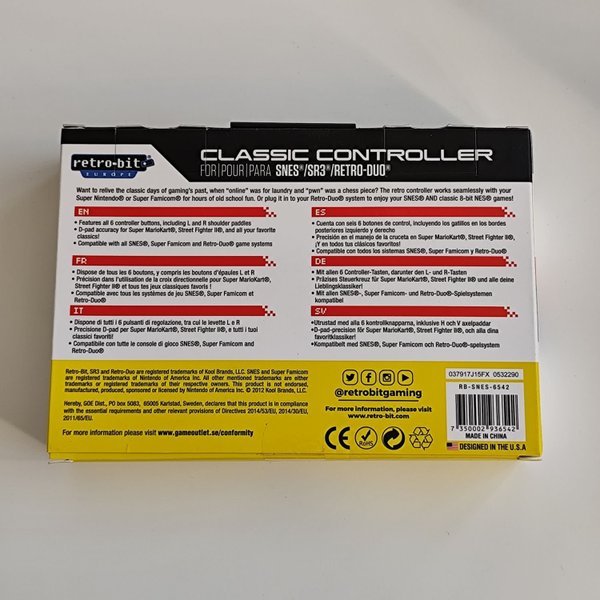 retro-bit
EUROPE
CLASSIC CONTROLLER
FOR|POUR|PARA SNES®/SR3®/RETRO-DUO®
Want to relive the classic days of gaming's past, when "online" was for laundry and "pwn" was a chess piece? The retro controller works seamlessly with your
Super Nintendo® or Super Famicom® for hours of old school fun. Or plug it in to your Retro-Duo® system to enjoy your SNES® AND classic 8-bit NES® games!
EN
• Features all 6 controller buttons, including L and R shoulder paddles
• D-pad accuracy for Super MarioKart®, Street Fighter II®, and all your favorite
classics!
• Compatible with all SNES®, Super Famicom and Retro-Duo® game systems
FR
• Dispose de tous les 6 boutons, y compris les boutons d'épaules L et R
• Précision dans l'utilisation de la croix directionnelle pour Super MarioKart®,
Street Fighter II® et tous les jeux classiques favoris !
• Compatible avec tous les systèmes de jeu SNES®, Super Famicom et
Retro-Duo®
IT
• Dispone di tutti i 6 pulsanti di regolazione, tra cui le levette L e R
• Precisione D-pad per Super MarioKart®, Street Fighter II®, e tutti i tuoi
classici favoriti!
• Compatibile con tutte le console di gioco SNES®, Super Famicom and
Retro-Duo®
ES
• Cuenta con seis 6 botones de control, incluyendo los gatillos en los bordes
posteriores izquierdo y derecho
• Precisión en el manejo de la cruceta en Super MarioKart®, Street Fighter II®,
¡Y en todos tus clásicos favoritos!
• Compatible con todos los sistemas SNES®, Super Famicom y Retro-Duo®
DE
• Mit allen 6 Controller-Tasten, darunter den L- und R-Tasten
• Präzises Steuerkreuz für Super MarioKart®, Street Fighter II® und alle deine
Lieblingsklassiker!
• Mit allen SNES®-, Super Famicom- und Retro-Duo®-Spielsystemen
kompatibel
SV
• Utrustad med alla 6 kontrollknapparna, inklusive H och V axelpaddar
• D-pad-precision för Super MarioKart®, Street Fighter II®, och alla dina
favoritklassiker!
• Kompatibelt med SNES®, Super Famicom och Retro-Duo®-spelsystem
Retro-Bit, SR3 and Retro-Duo are registered trademarks of Kool Brands, LLC. SNES and Super Famicom
are registered trademarks of Nintendo of America Inc. All other mentioned trademarks are either
trademarks or registered trademarks of their respective owners. This product is not endorsed,
manufactured, produced, sponsored or licensed by Nintendo of America Inc. © 2012 Kool Brands, LLC.
Hereby, GOE Dist., PO box 5083, 65005 Karlstad, Sweden, declares that this product is in compliance
with the essential requirements and other relevant provisions of Directives 2014/53/EU, 2014/30/EU,
2011/65/EU.
For more information please visit www.gameoutlet.se/conformity
@retrobitgaming
For more information, please visit
www.retro-bit.com
CE
RoHS
037917J15FX 0532290
RB-SNES-6542
7 350002 936542
MADE IN CHINA
DESIGNED IN THE U.S.A